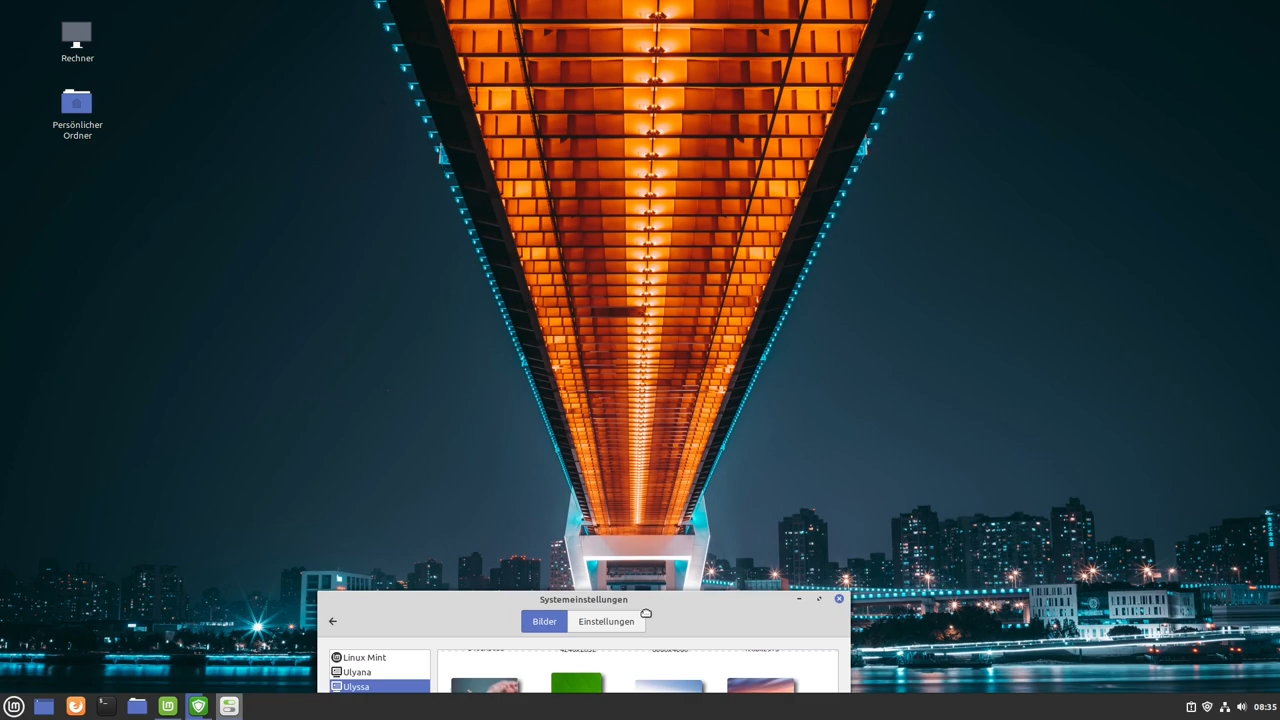 Rechner
Persönlicher
Ordner
Systemeinstellungen
Bilder
Einstellungen
Linux Mint
Ulyana
Ulyssa
08:35